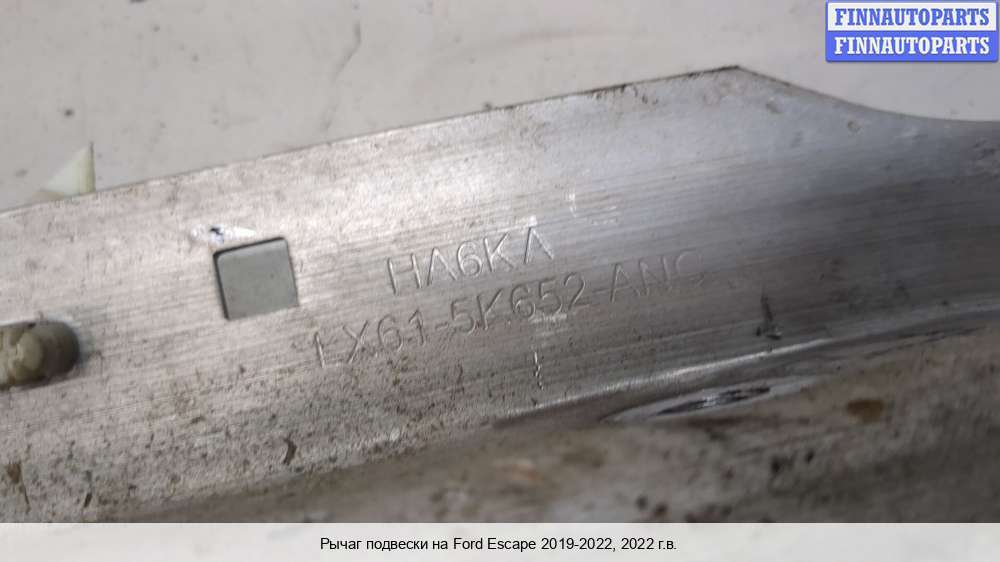 FINNAUTOPARTS
FINNAUTOPARTS
HA6KA
LX61-5K652-ANC
Рычаг подвески на Ford Escape 2019-2022, 2022 г.в.